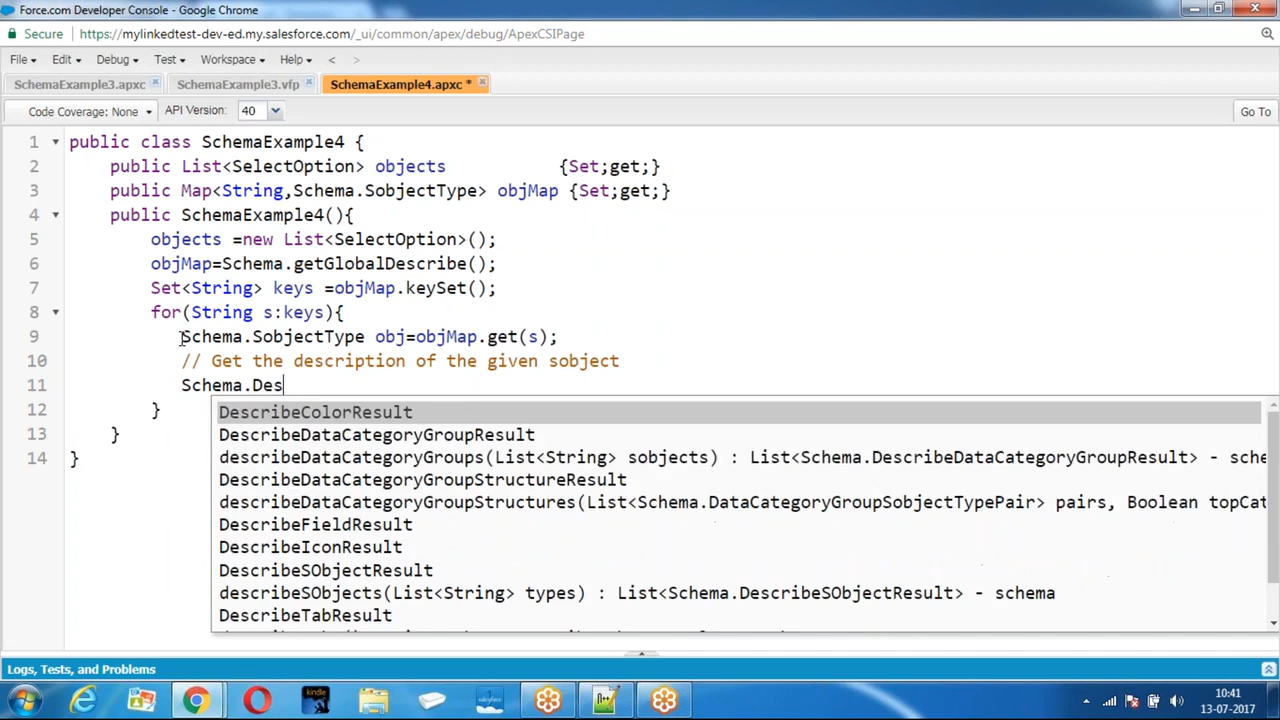 Force.com Developer Console - Google Chrome
Secure https://mylinkedtest-dev-ed.my.salesforce.com/_ui/common/apex/debug/ApexCSIPage
File Edit Debug Test Workspace Help < >
SchemaExample3.apxc SchemaExample3.vfp SchemaExample4.apxc *
Code Coverage: None API Version: 40 Go To
1 public class SchemaExample4 {
2 public List<SelectOption> objects {Set;get;}
3 public Map<String,Schema.SobjectType> objMap {Set;get;}
4 public SchemaExample4(){
5 objects =new List<SelectOption>();
6 objMap=Schema.getGlobalDescribe();
7 Set<String> keys =objMap.keySet();
8 for(String s:keys){
9 Schema.SobjectType obj=objMap.get(s);
10 // Get the description of the given sobject
11 Schema.Des
12 }
13 }
14 }
DescribeColorResult
DescribeDataCategoryGroupResult
describeDataCategoryGroups(List<String> sobjects) : List<Schema.DescribeDataCategoryGroupResult> - sche
DescribeDataCategoryGroupStructureResult
describeDataCategoryGroupStructures(List<Schema.DataCategoryGroupSobjectTypePair> pairs, Boolean topCat
DescribeFieldResult
DescribeIconResult
DescribeSObjectResult
describeSObjects(List<String> types) : List<Schema.DescribeSObjectResult> - schema
DescribeTabResult
Logs, Tests, and Problems
10:41
13-07-2017